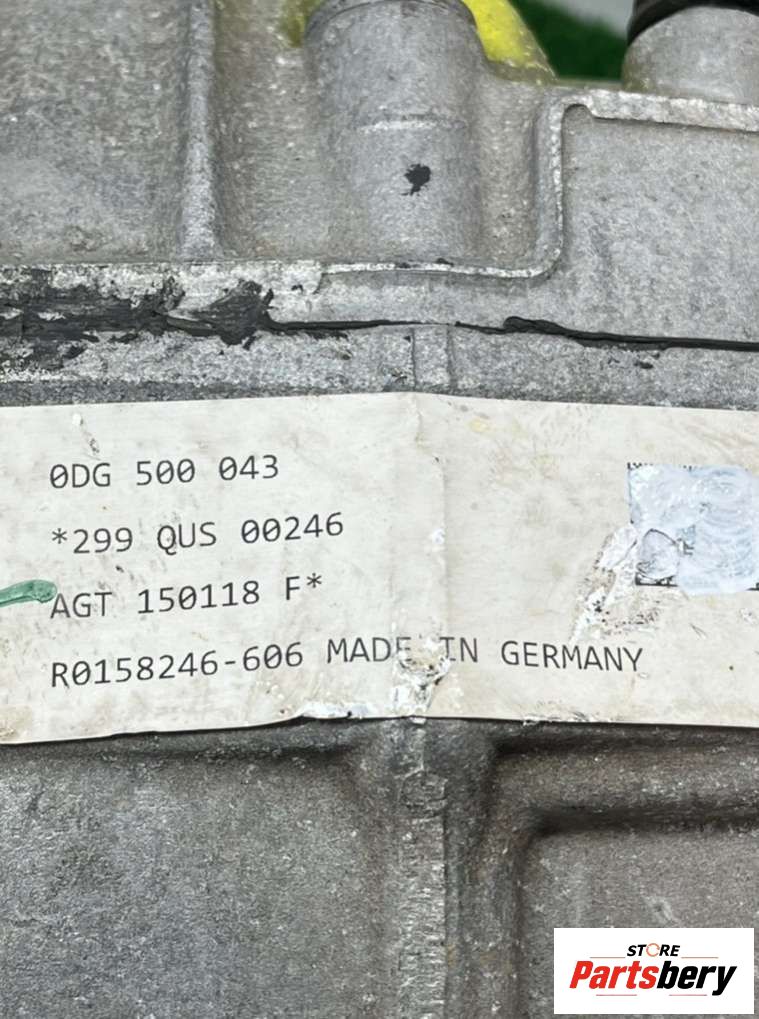 0DG 500 043
*299 QUS 00246
AGT 150118 F*
R0158246-606 MADE IN GERMANY
STORE
Partsbery